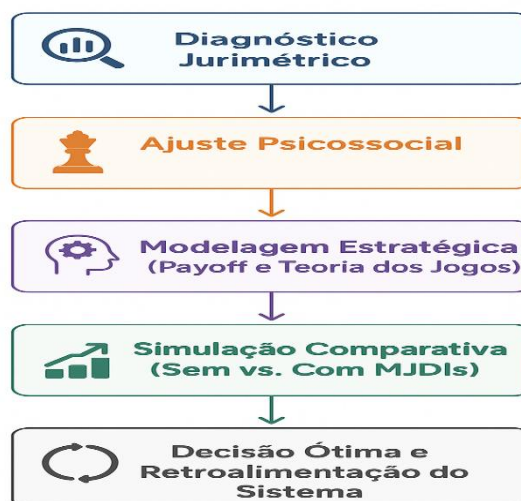 Diagnóstico
Jurimétrico
Ajuste Psicossocial
Modelagem Estratégica
(Payoff e Teoria dos Jogos)
Simulação Comparativa
(Sem vs. Com MJDIs)
Decisão Ótima e
Retroalimentação do
Sistema